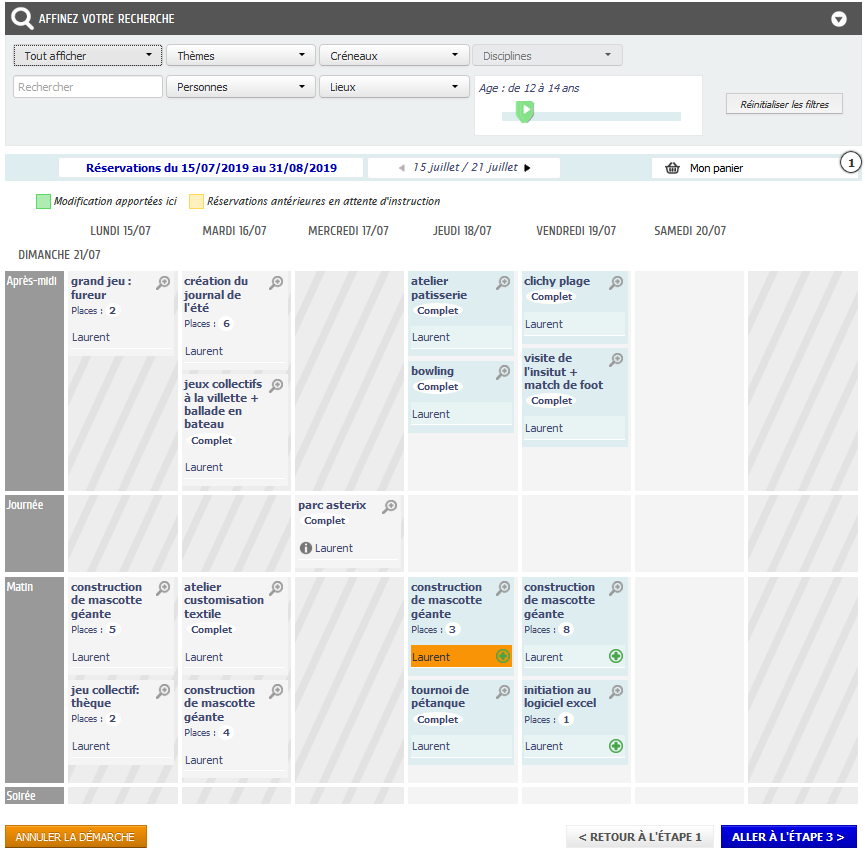 AFFINEZ VOTRE RECHERCHE
Tout afficher Thèmes Créneaux Disciplines
Rechercher Personnes Lieux Age : de 12 à 14 ans
Réinitialiser les filtres
Réservations du 15/07/2019 au 31/08/2019 15 juillet / 21 juillet Mon panier 1
Modification apportées ici Réservations antérieures en attente d'instruction
LUNDI 15/07 MARDI 16/07 MERCREDI 17/07 JEUDI 18/07 VENDREDI 19/07 SAMEDI 20/07
DIMANCHE 21/07
Après-midi
grand jeu :
fureur
Places : 2
Laurent
création du
journal de
l'été
Places : 6
Laurent
jeux collectifs
à la villette +
ballade en
bateau
Complet
Laurent
atelier
patisserie
Complet
Laurent
bowling
Complet
Laurent
clichy plage
Complet
Laurent
visite de
l'insitut +
match de foot
Complet
Laurent
Journée
parc asterix
Complet
Laurent
Matin
construction
de mascotte
géante
Places : 5
Laurent
jeu collectif:
thèque
Places : 2
Laurent
atelier
customisation
textile
Complet
Laurent
construction
de mascotte
géante
Places : 4
Laurent
construction
de mascotte
géante
Places : 3
Laurent
tournoi de
pétanque
Complet
Laurent
construction
de mascotte
géante
Places : 8
Laurent
initiation au
logiciel excel
Places : 1
Laurent
Soirée
ANNULER LA DÉMARCHE < RETOUR À L'ÉTAPE 1 ALLER À L'ÉTAPE 3 >